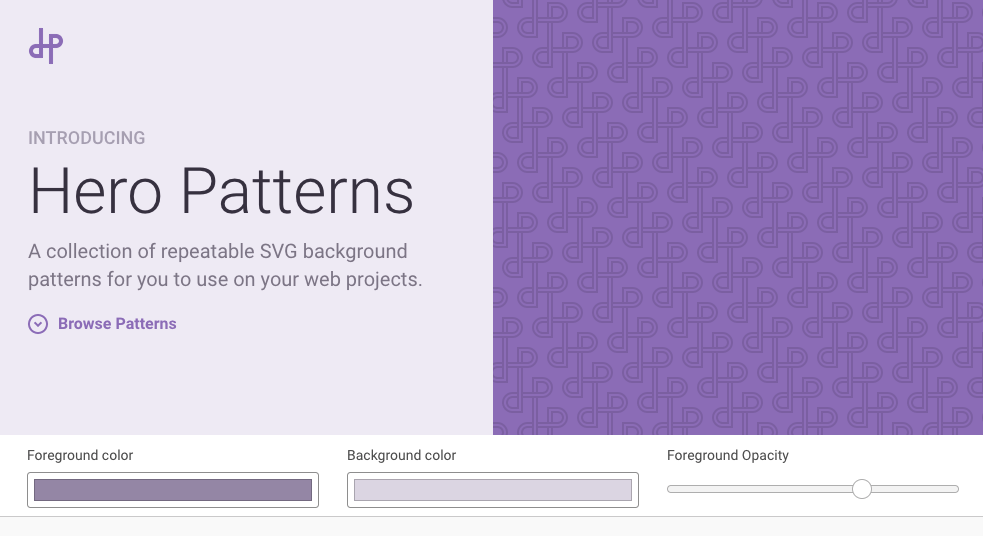 INTRODUCING
Hero Patterns
A collection of repeatable SVG background
patterns for you to use on your web projects.
Browse Patterns
Foreground color
Background color
Foreground Opacity